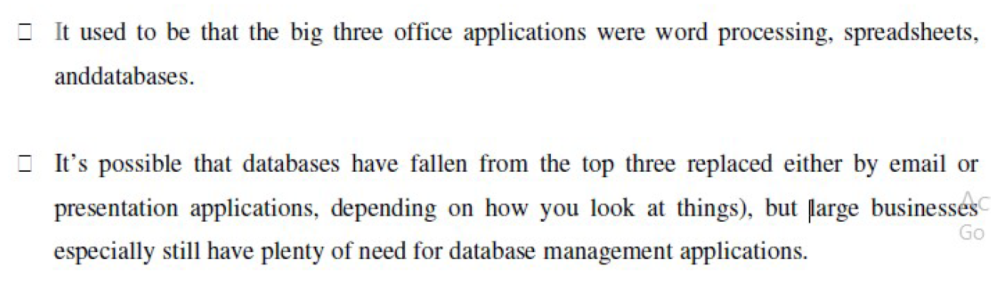 □ It used to be that the big three office applications were word processing, spreadsheets,
anddatabases.
□ It’s possible that databases have fallen from the top three replaced either by email or
presentation applications, depending on how you look at things), but large businesses
especially still have plenty of need for database management applications.
Ac
Go